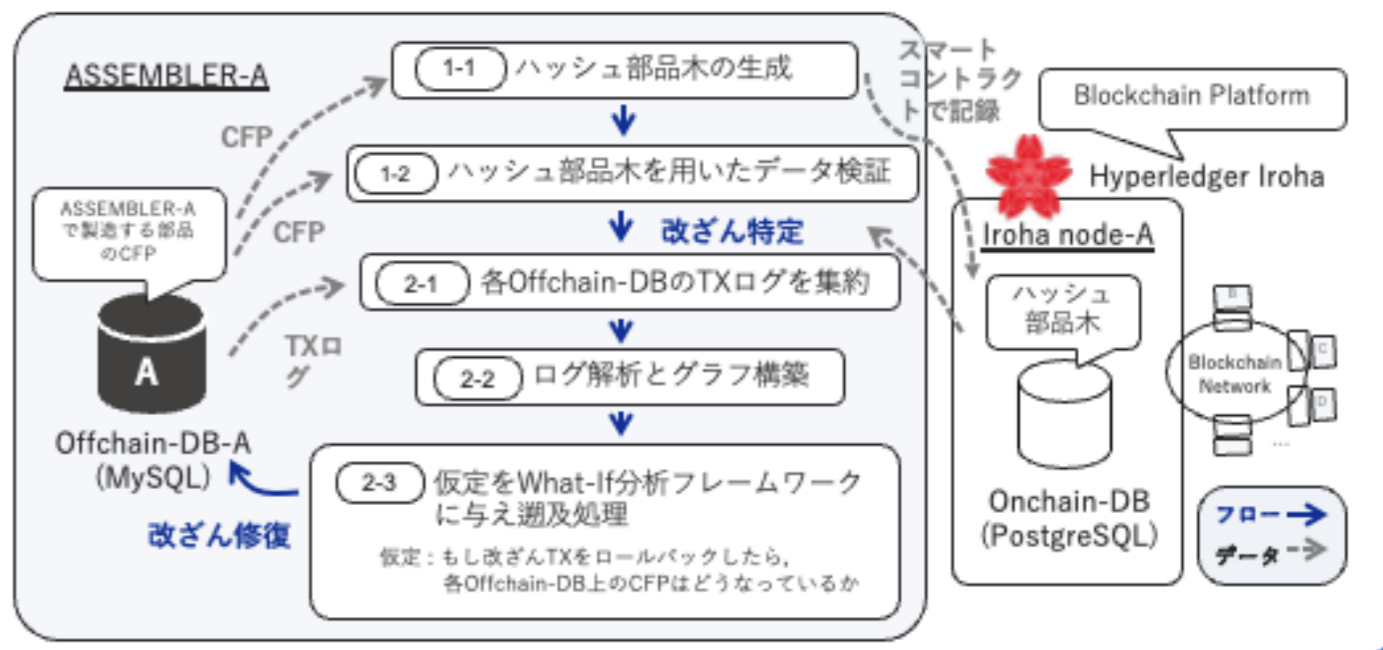 ASSEMBLER-A
1-1 ハッシュ部品木の生成
スマート
コントラク
トで記録
Blockchain Platform
CFP
1-2 ハッシュ部品木を用いたデータ検証
Hyperledger Iroha
ASSEMBLER-A
で製造する部品
のCFP
CFP
改ざん特定
Iroha node-A
2-1 各Offchain-DBのTXログを集約
ハッシュ
部品木
B
TXロ
グ
A
2-2 ログ解析とグラフ構築
Blockchain
Network
C
D
...
Offchain-DB-A
(MySQL)
2-3 仮定をWhat-If分析フレームワーク
に与え遡及処理
改ざん修復
仮定：もし改ざんTXをロールバックしたら,
各Offchain-DB上のCFPはどうなっているか
Onchain-DB
(PostgreSQL)
フロー
データ